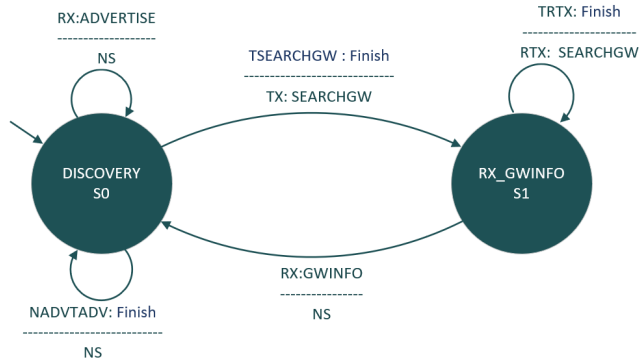 RX:ADVERTISE
NS
TSEARCHGW : Finish
TX: SEARCHGW
TRTX: Finish
RTX: SEARCHGW
DISCOVERY
S0
RX_GWINFO
S1
RX:GWINFO
NS
NADVTADV: Finish
NS